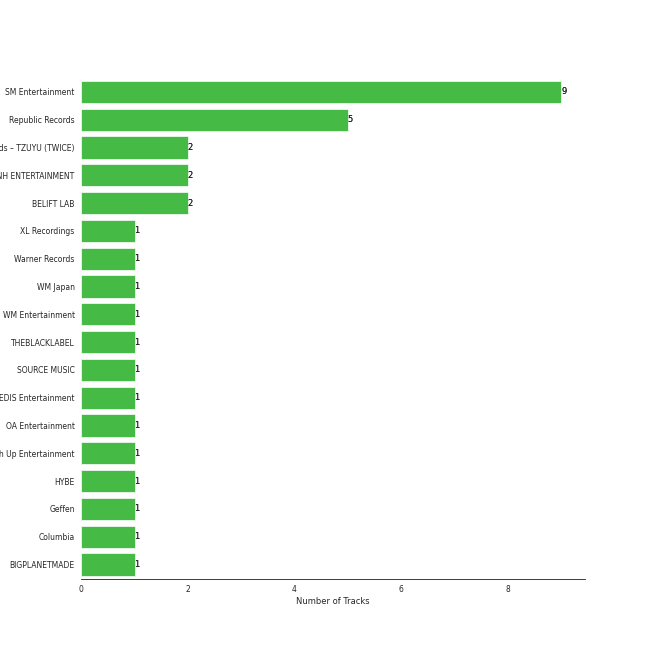 SM Entertainment 9
Republic Records 5
ds – TZUYU (TWICE) 2
NH ENTERTAINMENT 2
BELIFT LAB 2
XL Recordings 1
Warner Records 1
WM Japan 1
WM Entertainment 1
THEBLACKLABEL 1
SOURCE MUSIC 1
EDIS Entertainment 1
OA Entertainment 1
h Up Entertainment 1
HYBE 1
Geffen 1
Columbia 1
BIGPLANETMADE 1
0 2 4 6 8
Number of Tracks